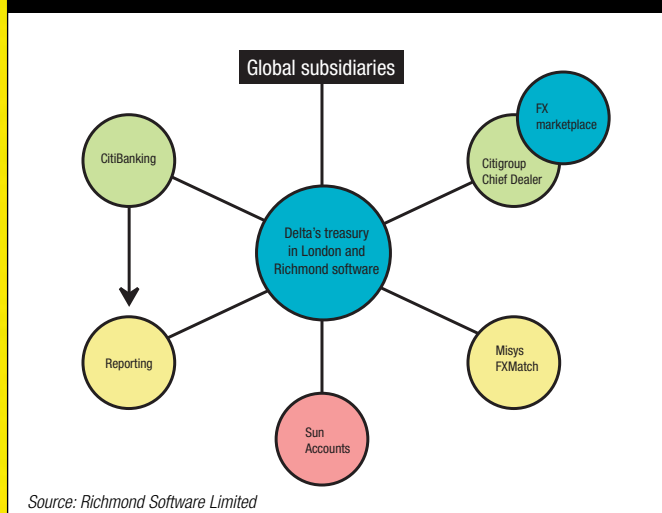 Global subsidiaries
FX
marketplace
CitiBanking
Citigroup
Chief Dealer
Delta's treasury
in London and
Richmond software
Reporting
Misys
FXMatch
Sun
Accounts
Source: Richmond Software Limited